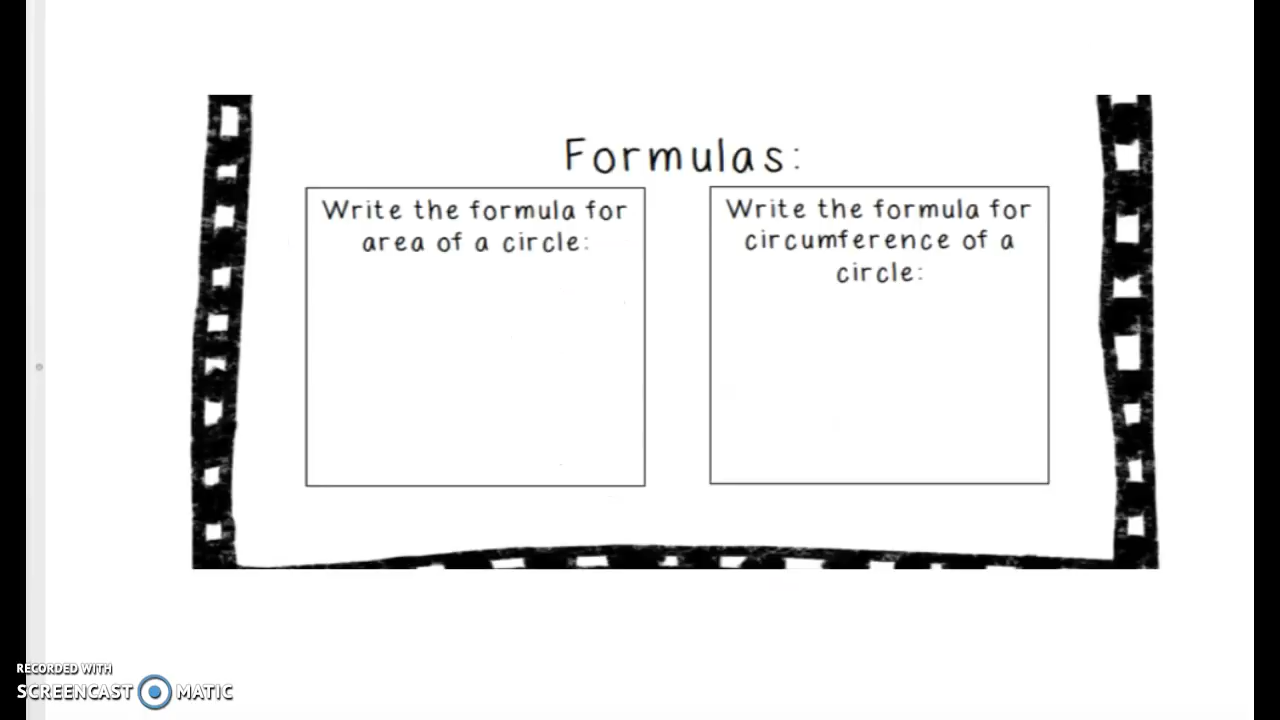 Formulas:
Write the formula for
area of a circle:
Write the formula for
circumference of a
circle:
RECORDED WITH
SCREENCAST MATIC